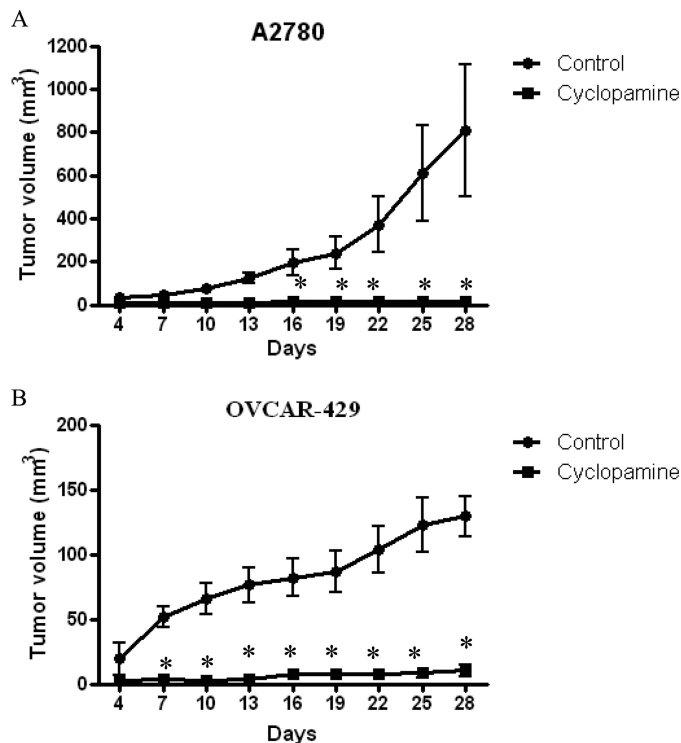 A
A2780
Tumor volume (mm³)
1200
1000
800
600
400
200
0
* * * * *
4 7 10 13 16 19 22 25 28
Days
Control
Cyclopamine
B
OVCAR-429
Tumor volume (mm³)
200
150
100
50
0
* * * * * * * *
4 7 10 13 16 19 22 25 28
Days
Control
Cyclopamine